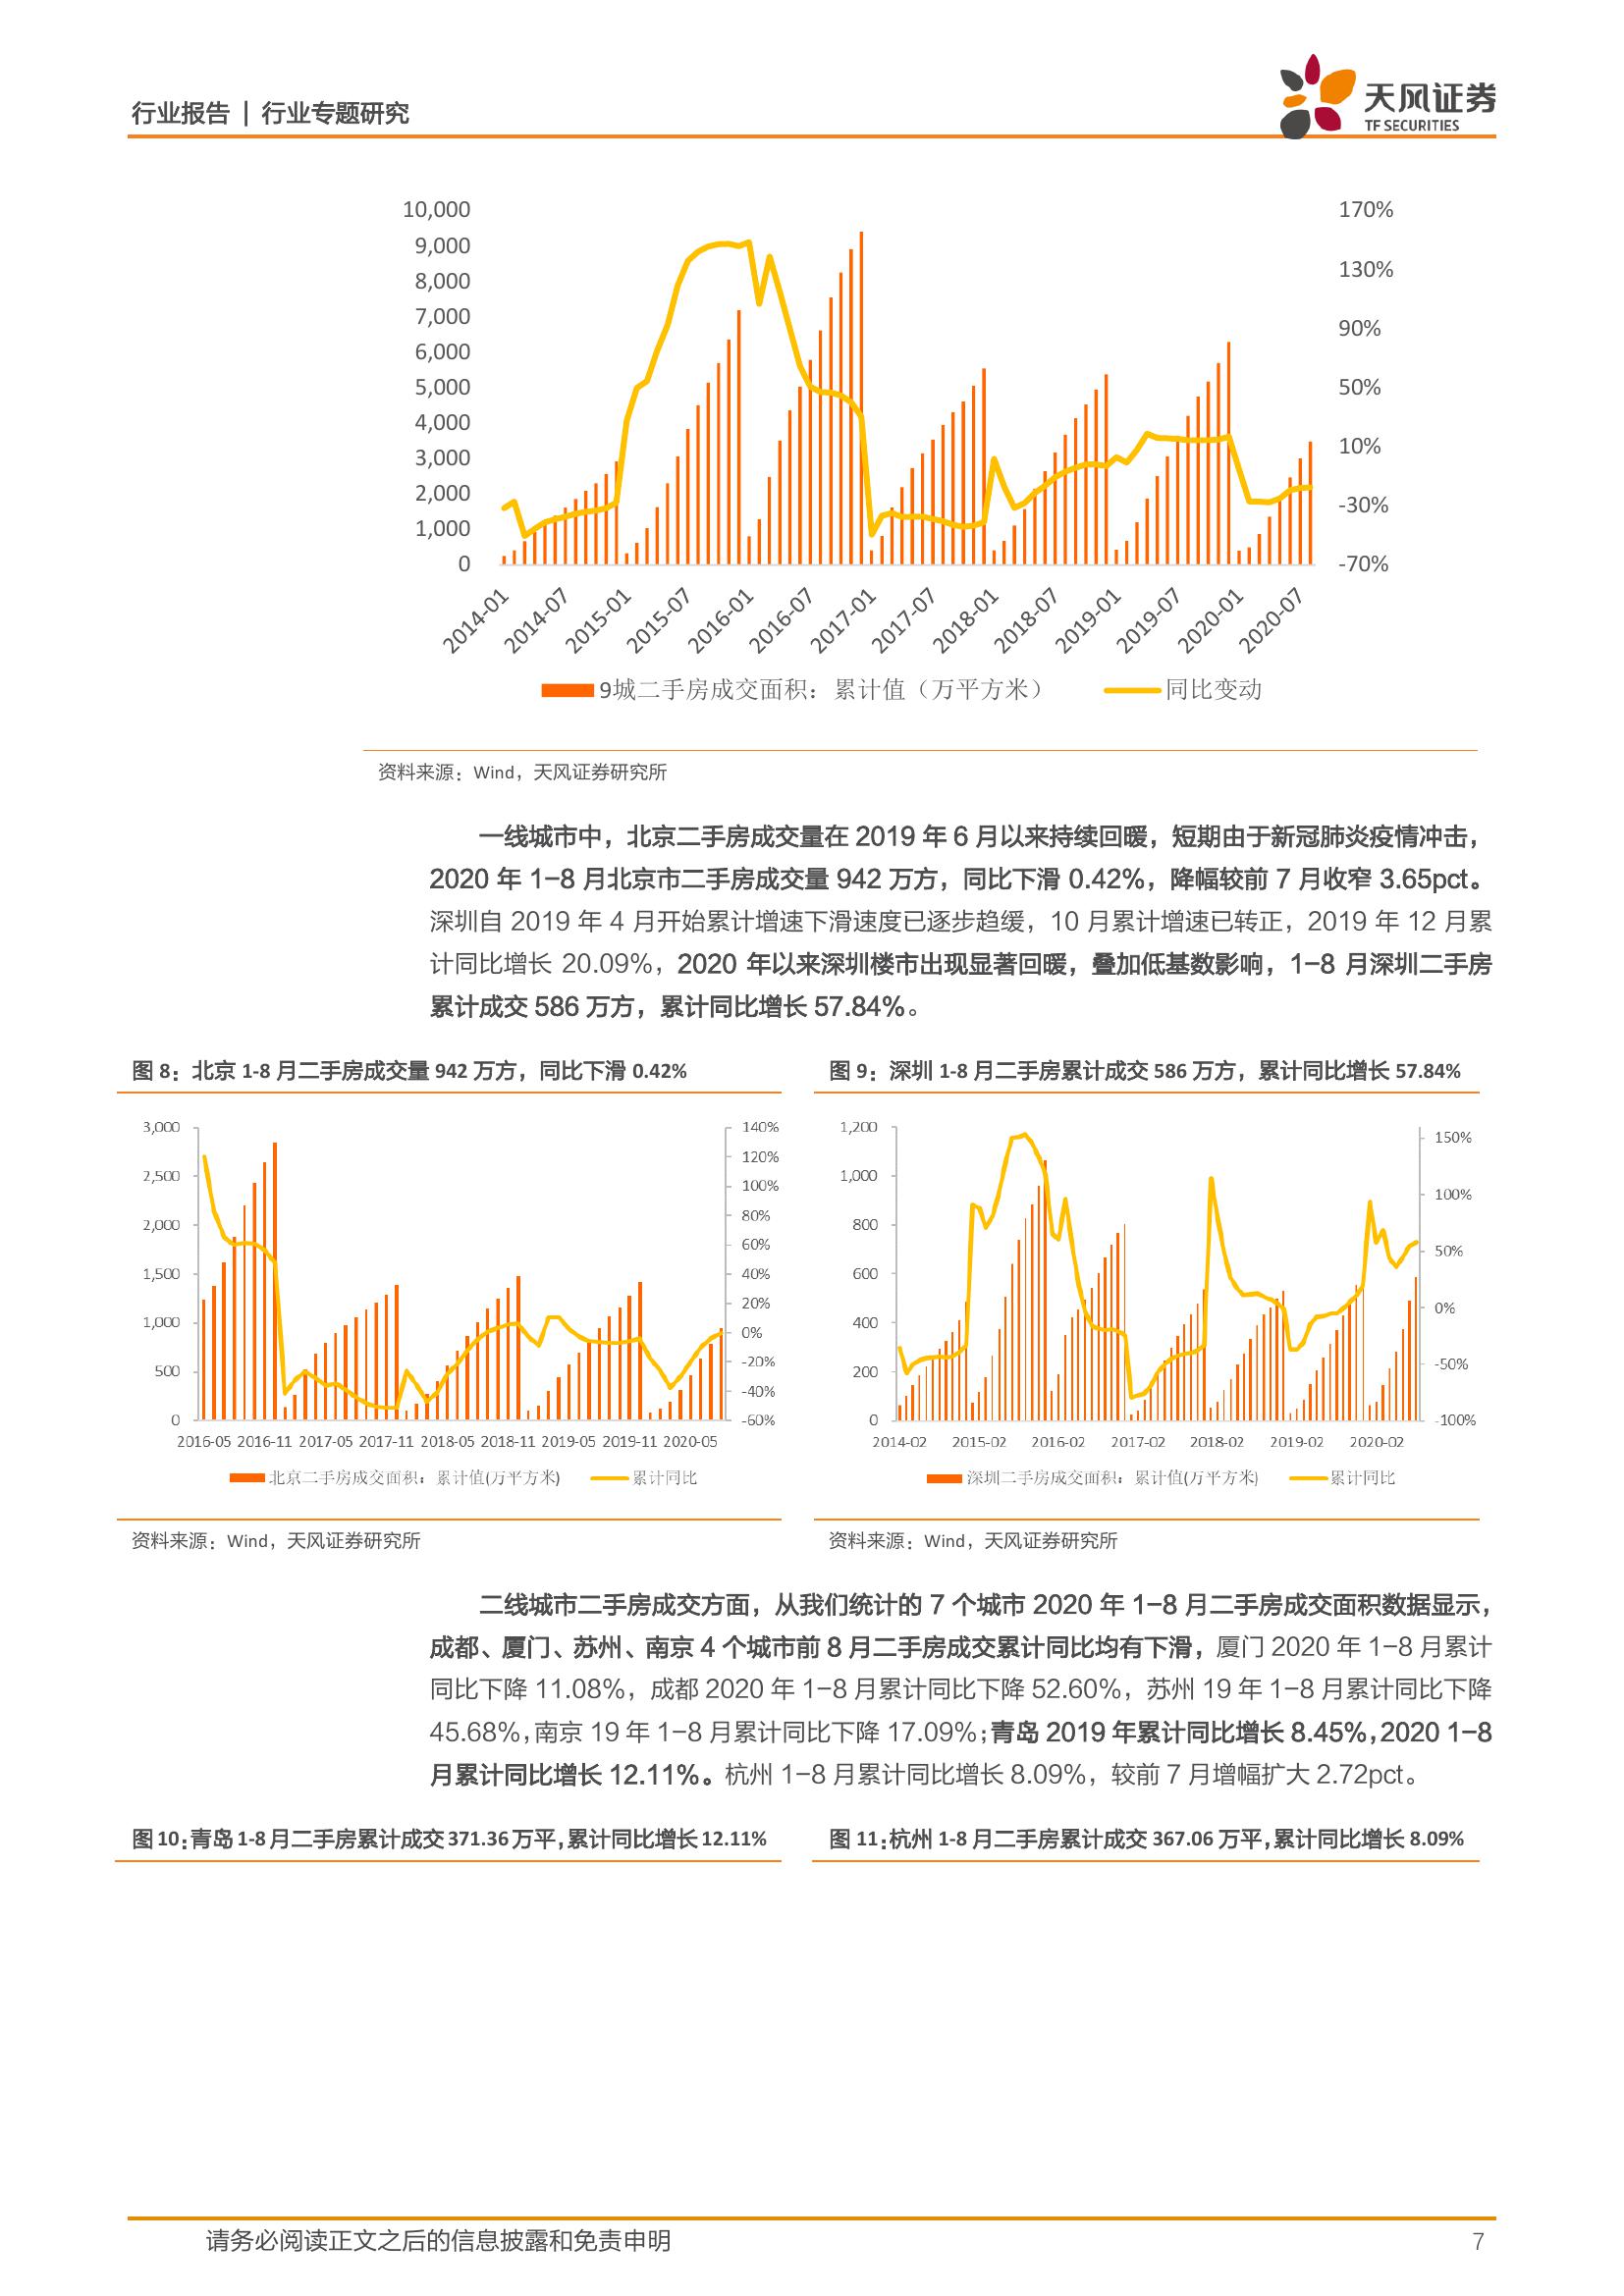 行业报告 | 行业专题研究
天风证券
TF SECURITIES
10,000
9,000
8,000
7,000
6,000
5,000
4,000
3,000
2,000
1,000
0
170%
130%
90%
50%
10%
-30%
-70%
2014-01
2014-07
2015-01
2015-07
2016-01
2016-07
2017-01
2017-07
2018-01
2018-07
2019-01
2019-07
2020-01
2020-07
9城二手房成交面积：累计值（万平方米）
同比变动
资料来源：Wind，天风证券研究所
一线城市中，北京二手房成交量在 2019 年 6 月以来持续回暖，短期由于新冠肺炎疫情冲击，
2020 年 1-8 月北京市二手房成交量 942 万方，同比下滑 0.42%，降幅较前 7 月收窄 3.65pct。
深圳自 2019 年 4 月开始累计增速下滑速度已逐步趋缓，10 月累计增速已转正，2019 年 12 月累
计同比增长 20.09%，2020 年以来深圳楼市出现显著回暖，叠加低基数影响，1-8 月深圳二手房
累计成交 586 万方，累计同比增长 57.84%。
图 8：北京 1-8 月二手房成交量 942 万方，同比下滑 0.42%
3,000
2,500
2,000
1,500
1,000
500
0
140%
120%
100%
80%
60%
40%
20%
0%
-20%
-40%
-60%
2016-05 2016-11 2017-05 2017-11 2018-05 2018-11 2019-05 2019-11 2020-05
北京二手房成交面积：累计值(万平方米)
累计同比
资料来源：Wind，天风证券研究所
图 9：深圳 1-8 月二手房累计成交 586 万方，累计同比增长 57.84%
1,200
1,000
800
600
400
200
0
150%
100%
50%
0%
-50%
-100%
2014-02 2015-02 2016-02 2017-02 2018-02 2019-02 2020-02
深圳二手房成交面积：累计值(万平方米)
累计同比
资料来源：Wind，天风证券研究所
二线城市二手房成交方面，从我们统计的 7 个城市 2020 年 1-8 月二手房成交面积数据显示，
成都、厦门、苏州、南京 4 个城市前 8 月二手房成交累计同比均有下滑，厦门 2020 年 1-8 月累计
同比下降 11.08%，成都 2020 年 1-8 月累计同比下降 52.60%，苏州 19 年 1-8 月累计同比下降
45.68%，南京 19 年 1-8 月累计同比下降 17.09%；青岛 2019 年累计同比增长 8.45%，2020 1-8
月累计同比增长 12.11%。杭州 1-8 月累计同比增长 8.09%，较前 7 月增幅扩大 2.72pct。
图 10：青岛 1-8 月二手房累计成交 371.36 万平，累计同比增长 12.11%
图 11：杭州 1-8 月二手房累计成交 367.06 万平，累计同比增长 8.09%
请务必阅读正文之后的信息披露和免责申明
7